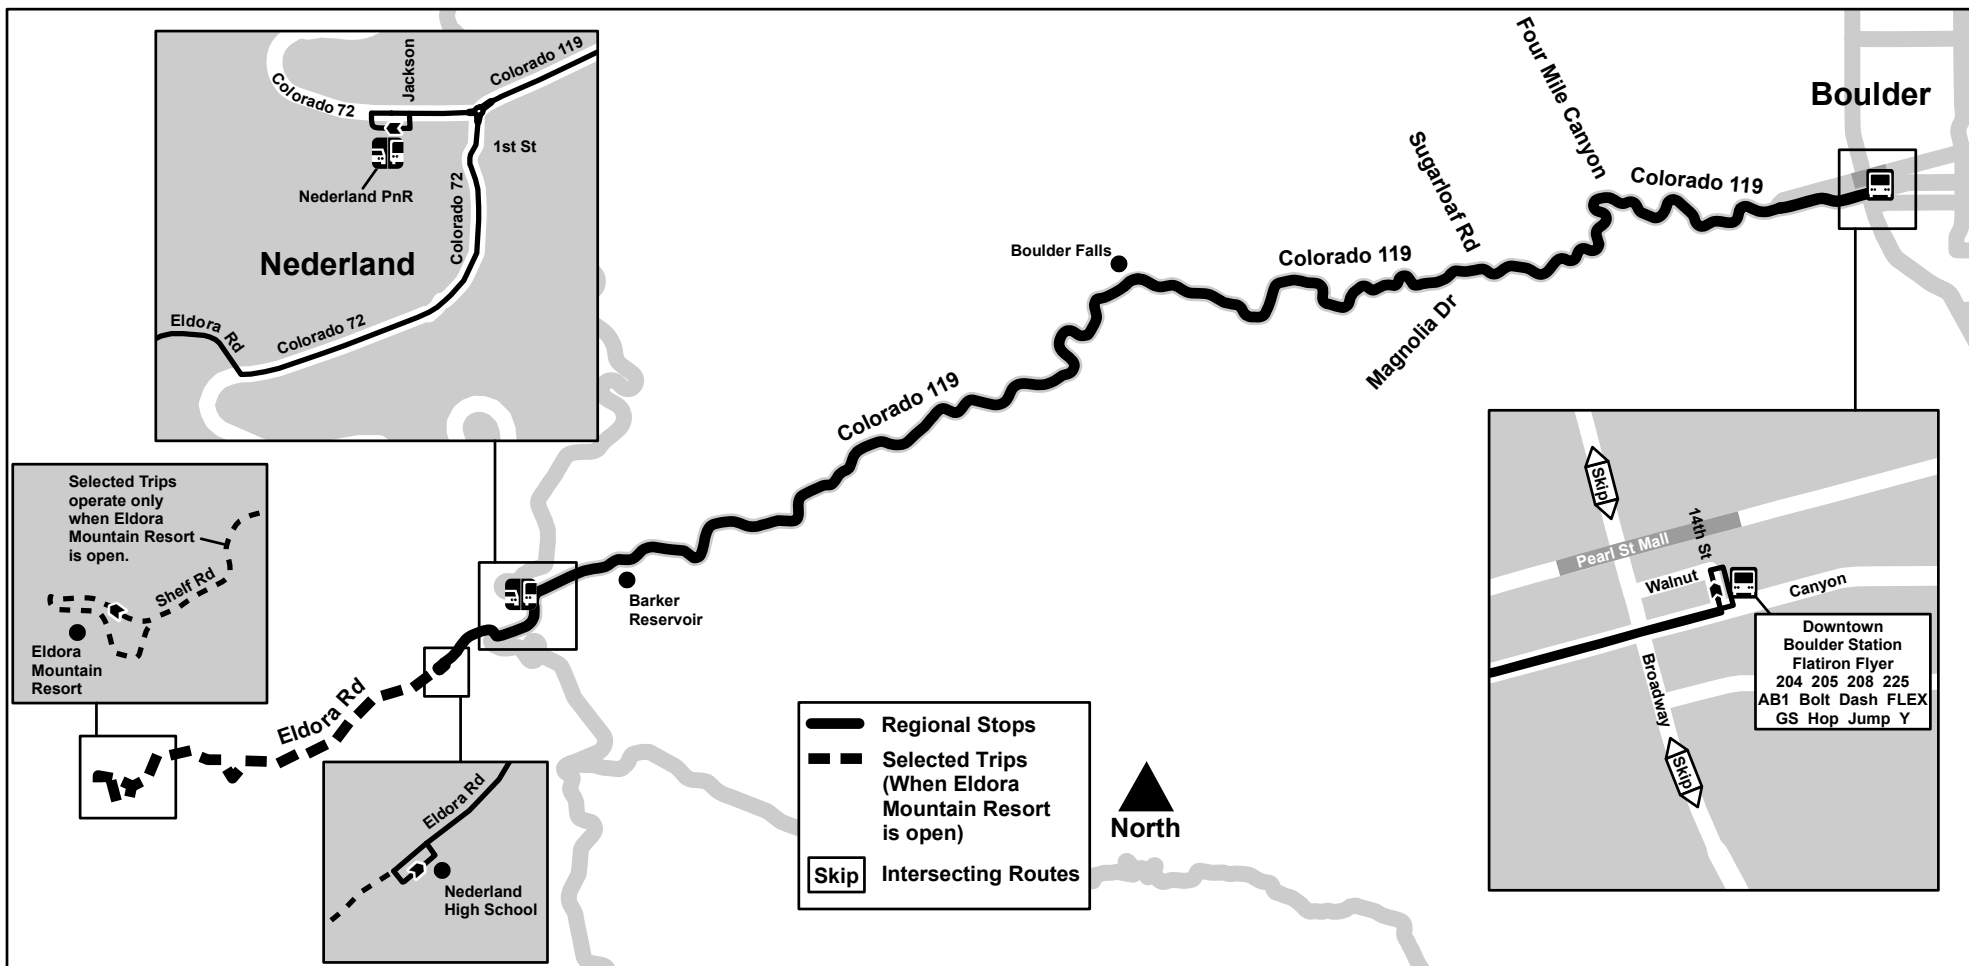 Colorado 119
Jackson
Colorado 72
1st St
Nederland PnR
Colorado 72
Nederland
Eldora Rd
Colorado 72
Selected Trips
operate only
when Eldora
Mountain Resort
is open.
Shelf Rd
Eldora
Mountain
Resort
Eldora Rd
Eldora Rd
Nederland
High School
Barker
Reservoir
Colorado 119
Boulder Falls
Colorado 119
Magnolia Dr
Sugarloaf Rd
Four Mile Canyon
Colorado 119
Boulder
Skip
14th St
Pearl St Mall
Walnut
Canyon
Broadway
Skip
Downtown
Boulder Station
Flatiron Flyer
204 205 208 225
AB1 Bolt Dash FLEX
GS Hop Jump Y
Regional Stops
Selected Trips
(When Eldora
Mountain Resort
is open)
Skip Intersecting Routes
North